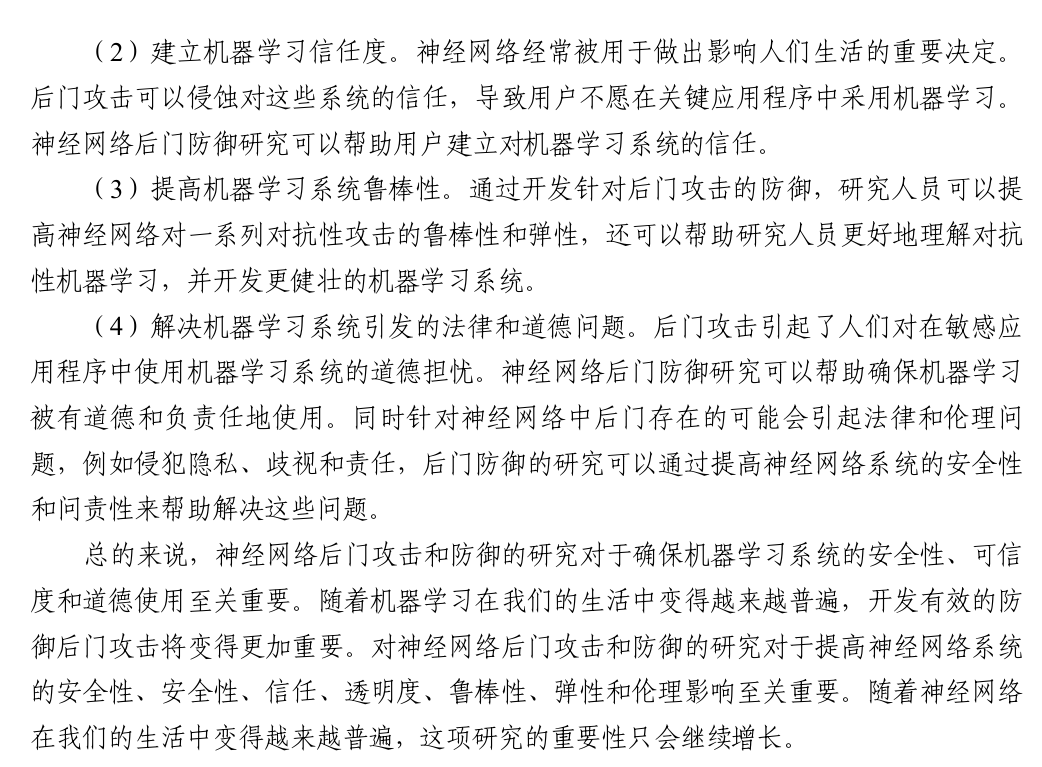 （2）建立机器学习信任度。神经网络经常被用于做出影响人们生活的重要决定。
后门攻击可以侵蚀对这些系统的信任，导致用户不愿在关键应用程序中采用机器学习。
神经网络后门防御研究可以帮助用户建立对机器学习系统的信任。
（3）提高机器学习系统鲁棒性。通过开发针对后门攻击的防御，研究人员可以提
高神经网络对一系列对抗性攻击的鲁棒性和弹性，还可以帮助研究人员更好地理解对抗
性机器学习，并开发更健壮的机器学习系统。
（4）解决机器学习系统引发的法律和道德问题。后门攻击引起了人们对在敏感应
用程序中使用机器学习系统的道德担忧。神经网络后门防御研究可以帮助确保机器学习
被有道德和负责任地使用。同时针对神经网络中后门存在的可能会引起法律和伦理问
题，例如侵犯隐私、歧视和责任，后门防御的研究可以通过提高神经网络系统的安全性
和问责性来帮助解决这些问题。
总的来说，神经网络后门攻击和防御的研究对于确保机器学习系统的安全性、可信
度和道德使用至关重要。随着机器学习在我们的生活中变得越来越普遍，开发有效的防
御后门攻击将变得更加重要。对神经网络后门攻击和防御的研究对于提高神经网络系统
的安全性、安全性、信任、透明度、鲁棒性、弹性和伦理影响至关重要。随着神经网络
在我们的生活中变得越来越普遍，这项研究的重要性只会继续增长。